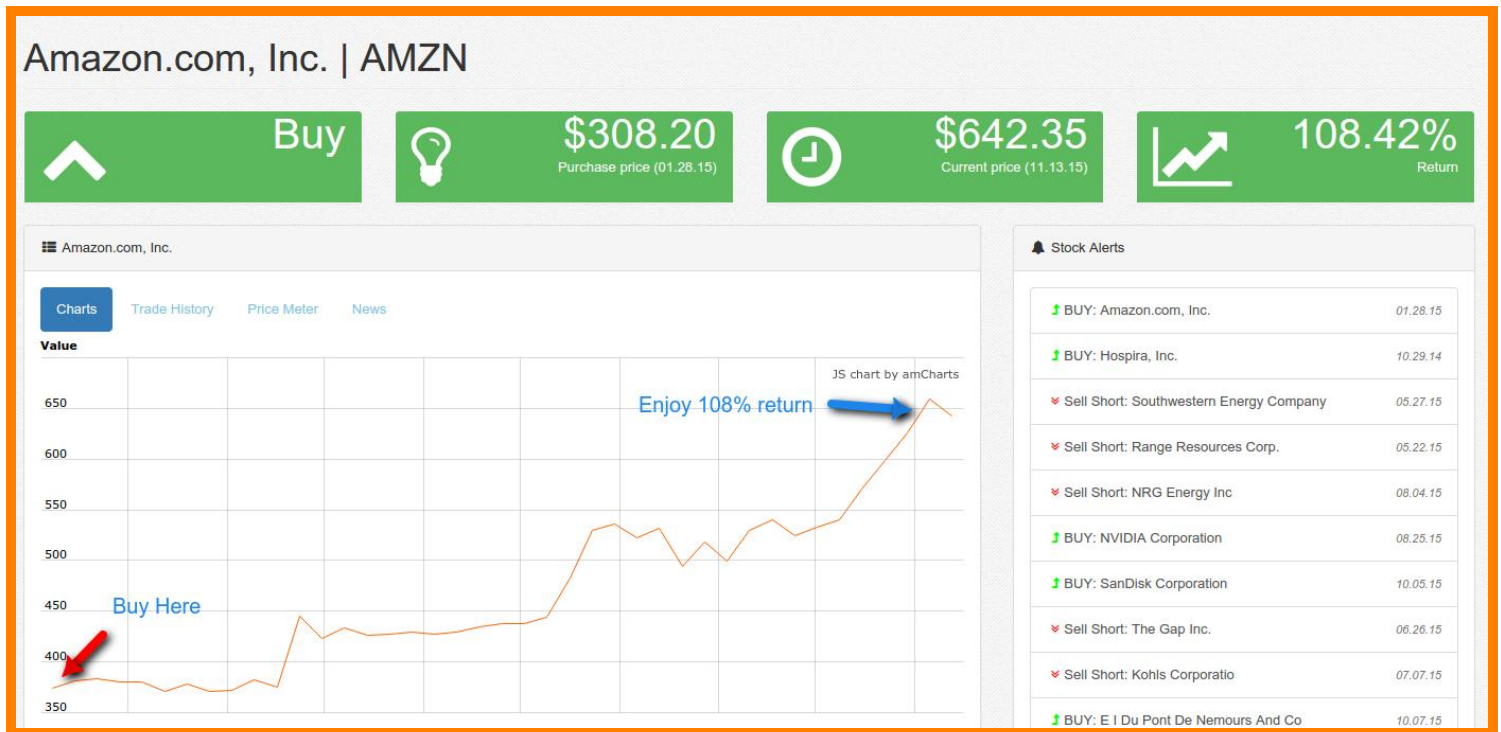 Amazon.com, Inc. | AMZN
Buy
$308.20
Purchase price (01.28.15)
$642.35
Current price (11.13.15)
108.42%
Return
Amazon.com, Inc.
Charts Trade History Price Meter News
Value
JS chart by amCharts
650
Enjoy 108% return
600
550
500
450
Buy Here
400
350
Stock Alerts
BUY: Amazon.com, Inc. 01.28.15
BUY: Hospira, Inc. 10.29.14
Sell Short: Southwestern Energy Company 05.27.15
Sell Short: Range Resources Corp. 05.22.15
Sell Short: NRG Energy Inc 08.04.15
BUY: NVIDIA Corporation 08.25.15
BUY: SanDisk Corporation 10.05.15
Sell Short: The Gap Inc. 06.26.15
Sell Short: Kohls Corporatio 07.07.15
BUY: E I Du Pont De Nemours And Co 10.07.15